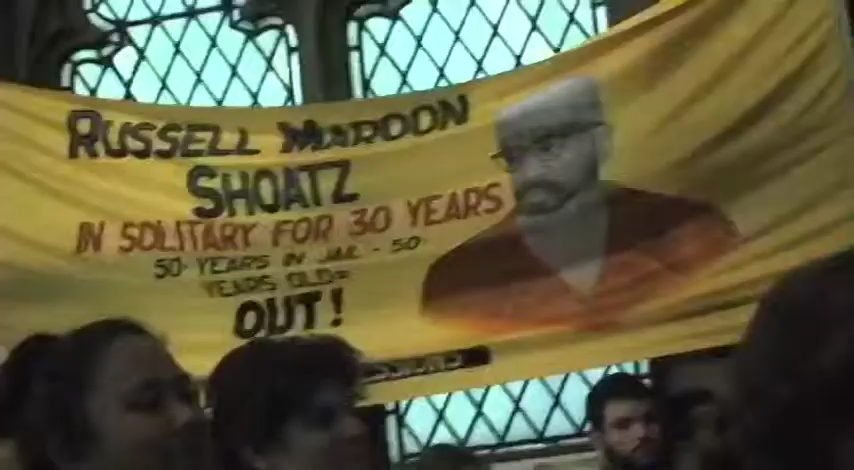 RUSSELL MAROON
SHOATZ
IN SOLITARY FOR 30 YEARS
50 YEARS IN JAIL - 50
YEARS OLD=
OUT!